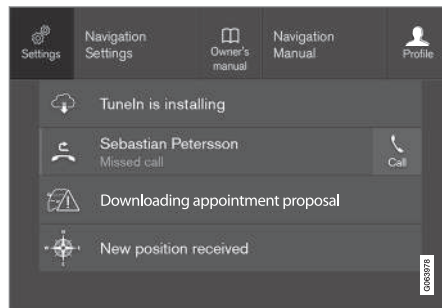 Settings
Navigation
Settings
Owner's
manual
Navigation
Manual
Profile
TuneIn is installing
Sebastian Petersson
Missed call
Call
Downloading appointment proposal
New position received
G063978